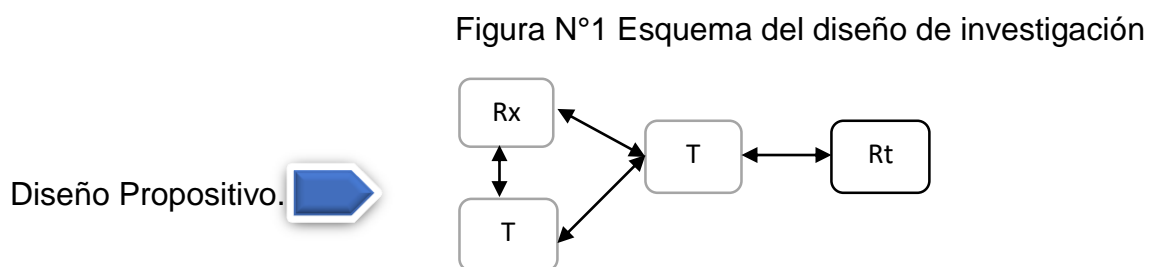 Figura N°1 Esquema del diseño de investigación
Rx
T
Rt
Diseño Propositivo.
T